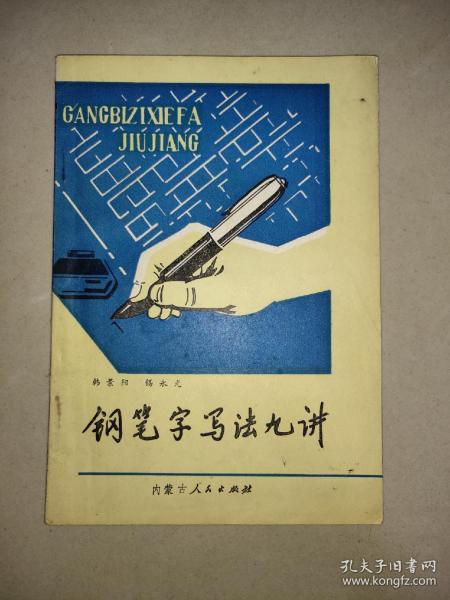 GANGBIZIXIEFA
JIUJIANG
韩景阳 锡永光
钢笔字写法九讲
内蒙古人民出版社
孔夫子旧书网
www.kongfz.com